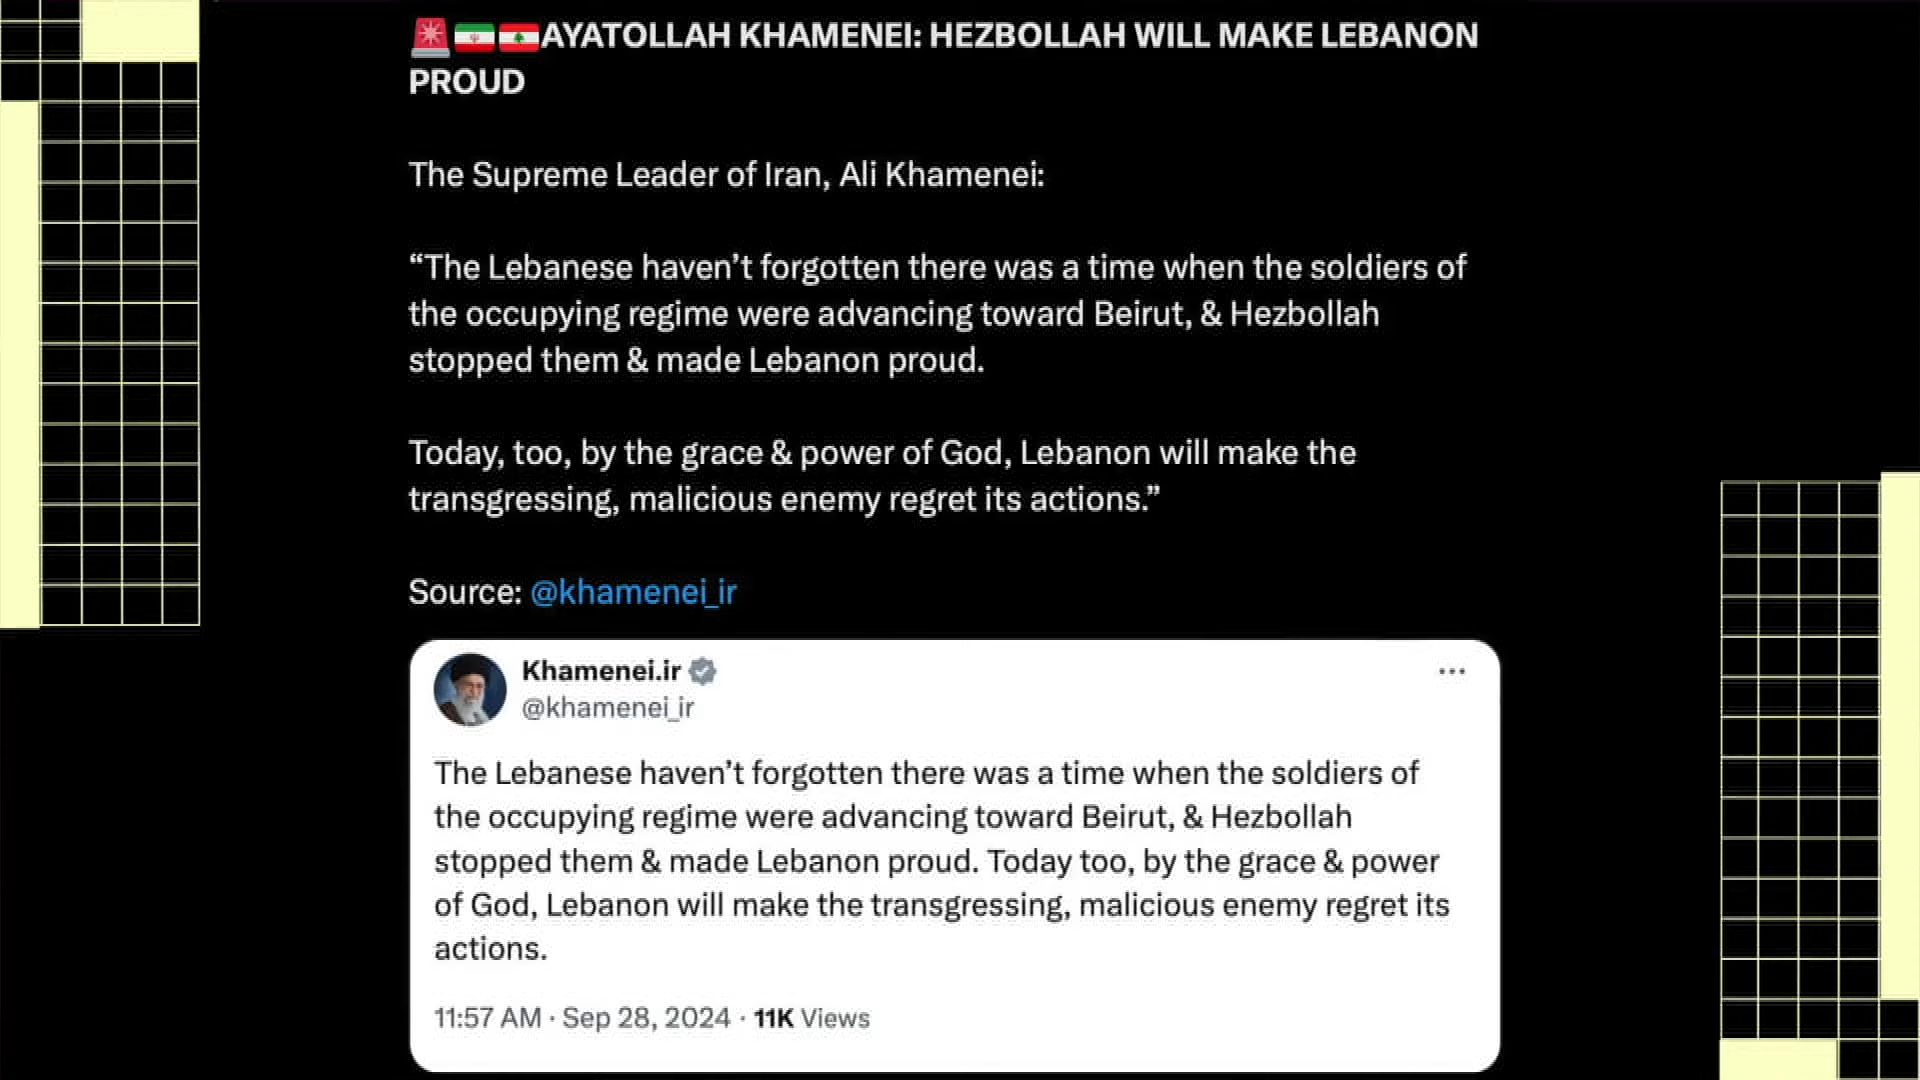 🚨🇮🇷🇱🇧AYATOLLAH KHAMENEI: HEZBOLLAH WILL MAKE LEBANON
PROUD
The Supreme Leader of Iran, Ali Khamenei:
“The Lebanese haven’t forgotten there was a time when the soldiers of
the occupying regime were advancing toward Beirut, & Hezbollah
stopped them & made Lebanon proud.
Today, too, by the grace & power of God, Lebanon will make the
transgressing, malicious enemy regret its actions.”
Source: @khamenei_ir
Khamenei.ir
@khamenei_ir
The Lebanese haven’t forgotten there was a time when the soldiers of
the occupying regime were advancing toward Beirut, & Hezbollah
stopped them & made Lebanon proud. Today too, by the grace & power
of God, Lebanon will make the transgressing, malicious enemy regret its
actions.
11:57 AM · Sep 28, 2024 · 11K Views